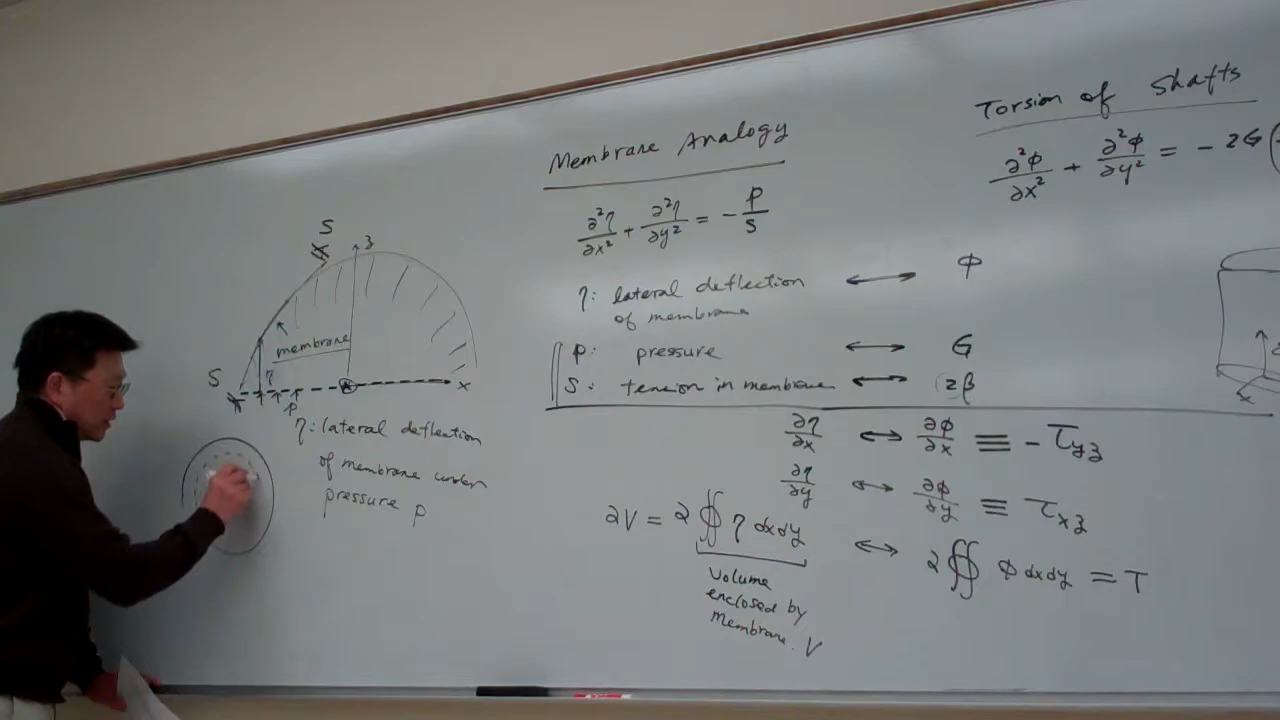 Torsion of Shafts
∂²φ/∂x² + ∂²φ/∂y² = - 2G
Membrane Analogy
∂²η/∂x² + ∂²η/∂y² = - P/S
η: lateral deflection of membrane ↔ φ
P: pressure ↔ G
S: tension in membrane ↔ 2β
∂η/∂x ↔ ∂φ/∂x ≡ - τyz
∂η/∂y ↔ ∂φ/∂y ≡ τxz
2V = 2∯ η dxdy ↔ 2∯ φ dxdy = T
Volume
enclosed by
membrane. V
S
z
membrane
S
η
P
x
η: lateral deflection
of membrane under
pressure p
x